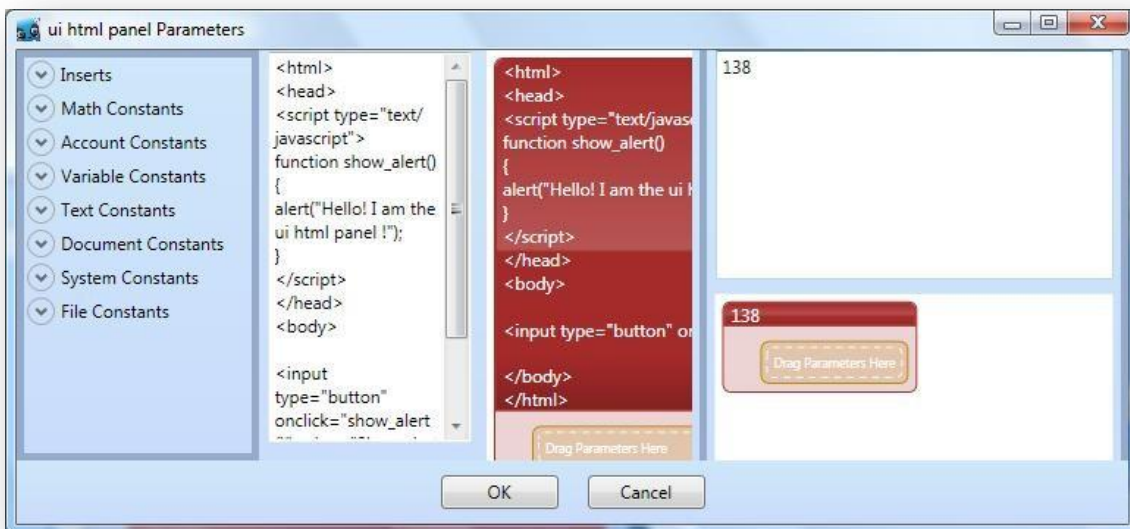 ui html panel Parameters
Inserts
Math Constants
Account Constants
Variable Constants
Text Constants
Document Constants
System Constants
File Constants
<html>
<head>
<script type="text/
javascript">
function show_alert()
{
alert("Hello! I am the
ui html panel !");
}
</script>
</head>
<body>
<input
type="button"
onclick="show_alert
<html>
<head>
<script type="text/javasc
function show_alert()
{
alert("Hello! I am the ui h
}
</script>
</head>
<body>
<input type="button" or
</body>
</html>
Drag Parameters Here
138
138
Drag Parameters Here
OK
Cancel